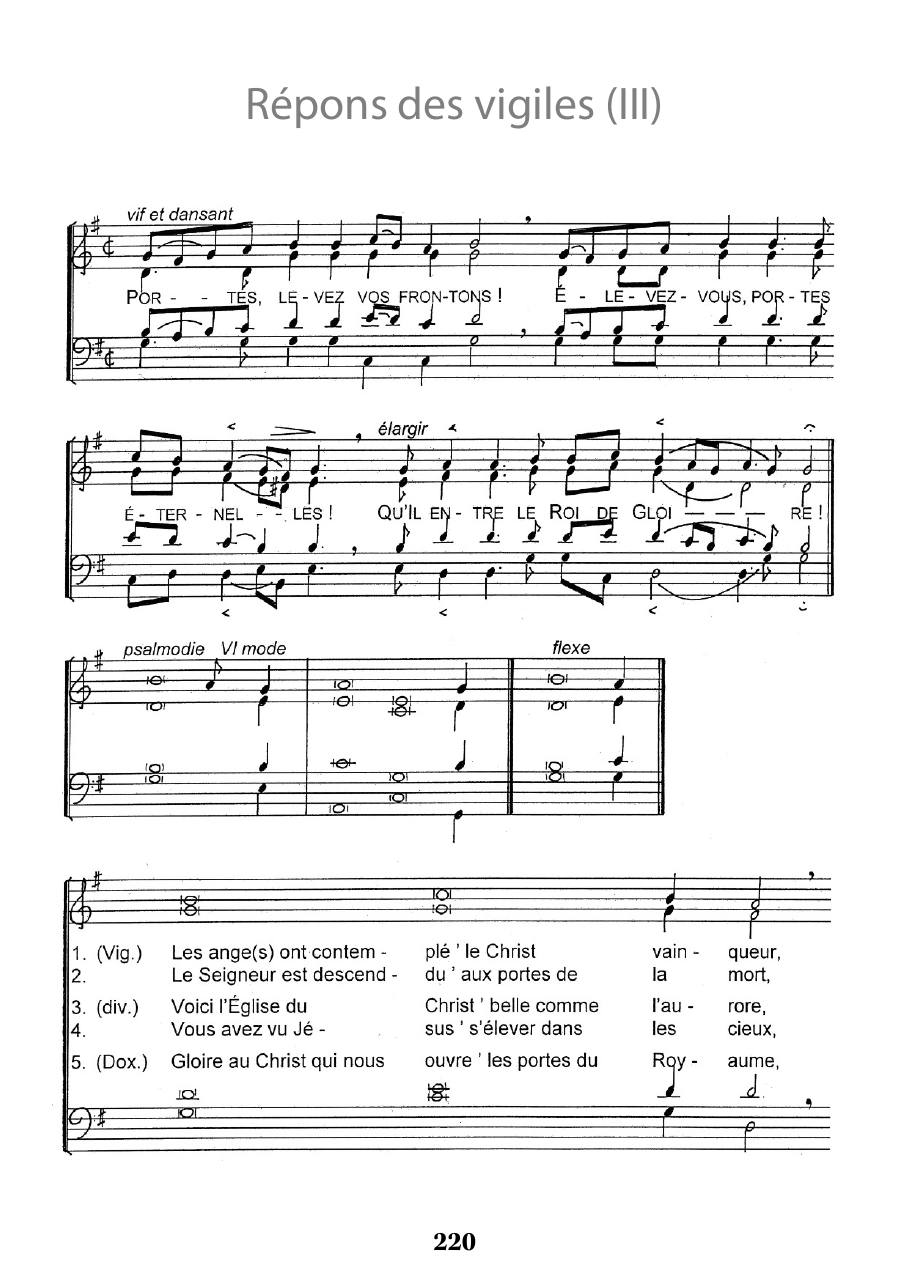 Répons des vigiles (III)
vif et dansant
POR - - TES, LE - VEZ VOS FRON - TONS ! É - LE - VEZ - VOUS, POR - TES
élargir
É - TER - NEL - - LES ! QU'IL EN - TRE LE ROI DE GLOI — — — RE !
psalmodie VI mode flexe
1. (Vig.) Les ange(s) ont contem - plé ' le Christ vain - queur,
2. Le Seigneur est descend - du ' aux portes de la mort,
3. (div.) Voici l'Église du Christ ' belle comme l'au - rore,
4. Vous avez vu Jé - sus ' s'élever dans les cieux,
5. (Dox.) Gloire au Christ qui nous ouvre ' les portes du Roy - aume,
220